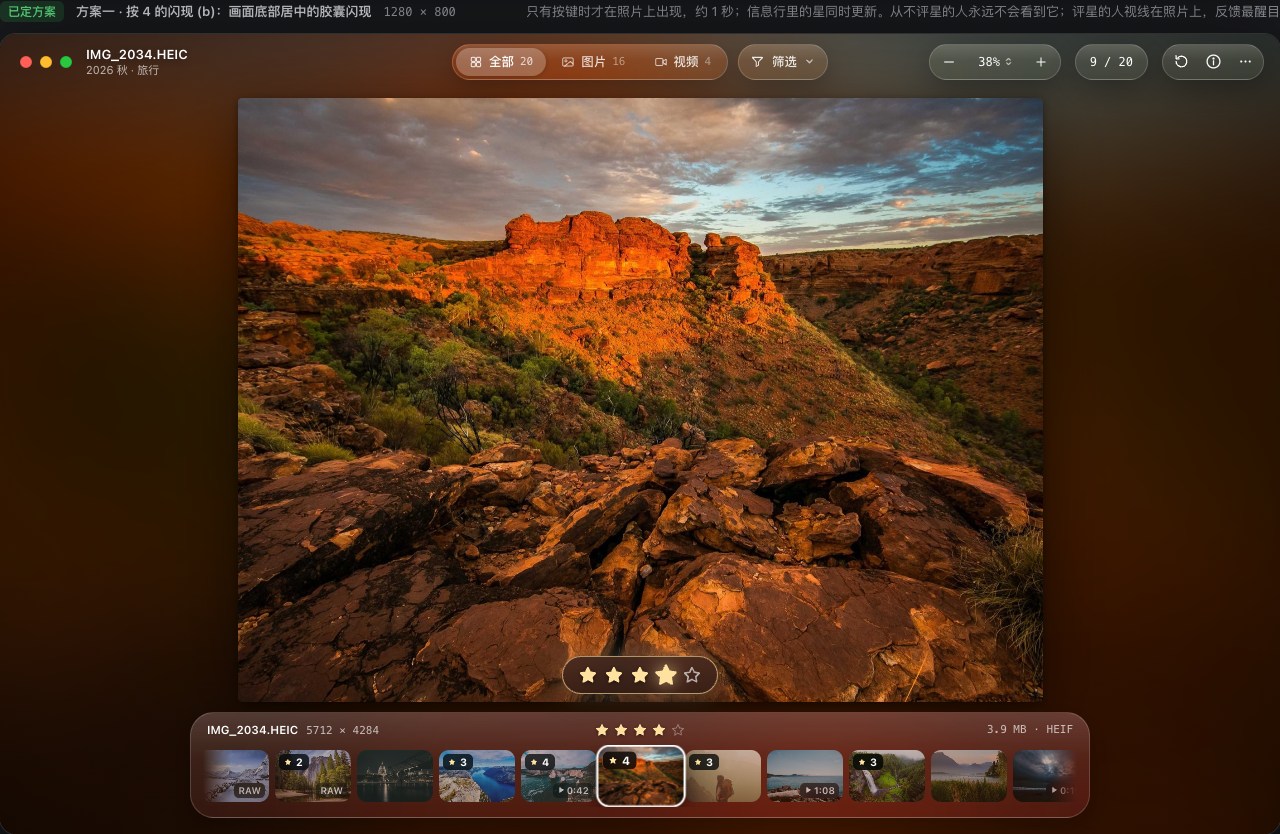 已定方案 方案一 · 按 4 的闪现 (b)：画面底部居中的胶囊闪现 1280 × 800 只有按键时才在照片上出现，约 1 秒；信息行里的星同时更新。从不评星的人永远不会看到它；评星的人视线在照片上，反馈最醒目
IMG_2034.HEIC
2026 秋 · 旅行
全部 20 图片 16 视频 4 筛选 38% 9 / 20
IMG_2034.HEIC 5712 × 4284 3.9 MB · HEIF
RAW
2 RAW
3
4 0:42
4
3
1:08
3